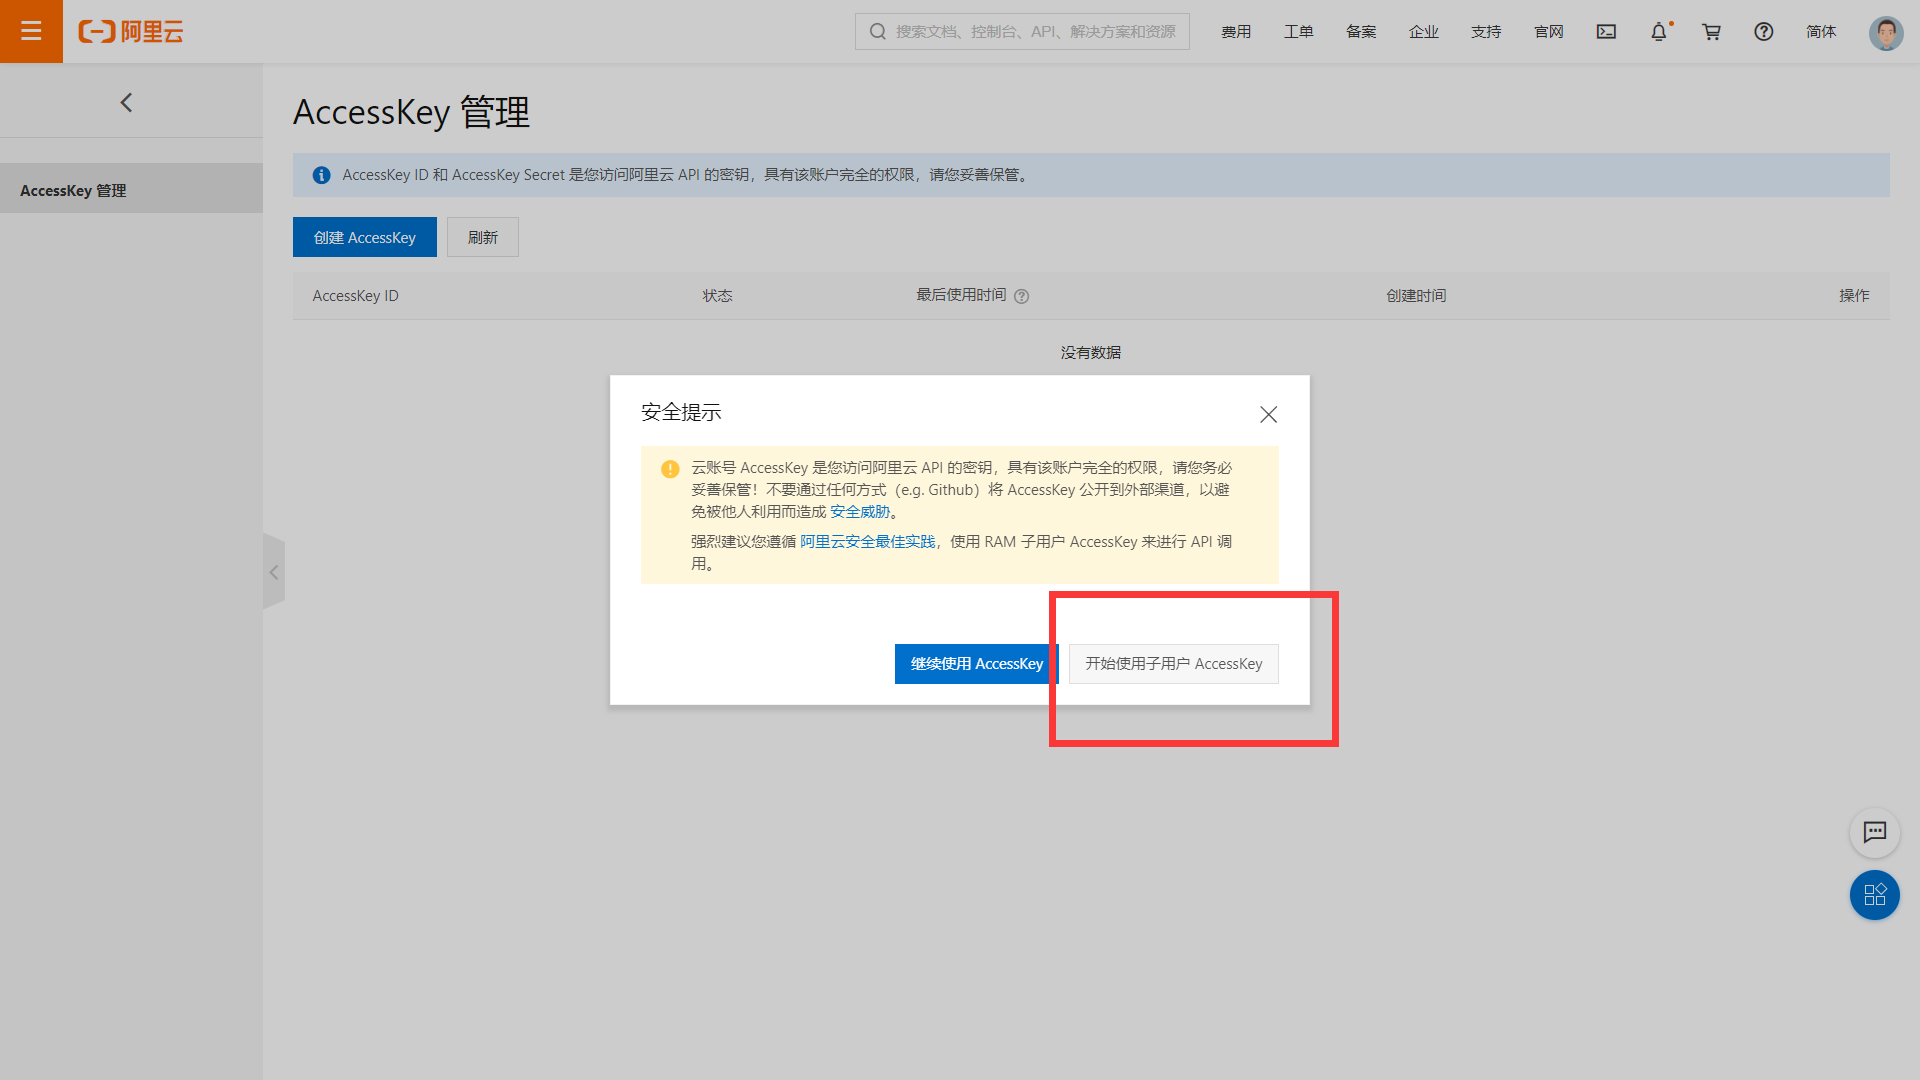 阿里云
搜索文档、控制台、API、解决方案和资源
费用
工单
备案
企业
支持
官网
简体
AccessKey 管理
AccessKey 管理
AccessKey ID 和 AccessKey Secret 是您访问阿里云 API 的密钥，具有该账户完全的权限，请您妥善保管。
创建 AccessKey
刷新
AccessKey ID
状态
最后使用时间
创建时间
操作
没有数据
安全提示
云账号 AccessKey 是您访问阿里云 API 的密钥，具有该账户完全的权限，请您务必
妥善保管！不要通过任何方式（e.g. Github）将 AccessKey 公开到外部渠道，以避
免被他人利用而造成 安全威胁。
强烈建议您遵循 阿里云安全最佳实践，使用 RAM 子用户 AccessKey 来进行 API 调
用。
继续使用 AccessKey
开始使用子用户 AccessKey